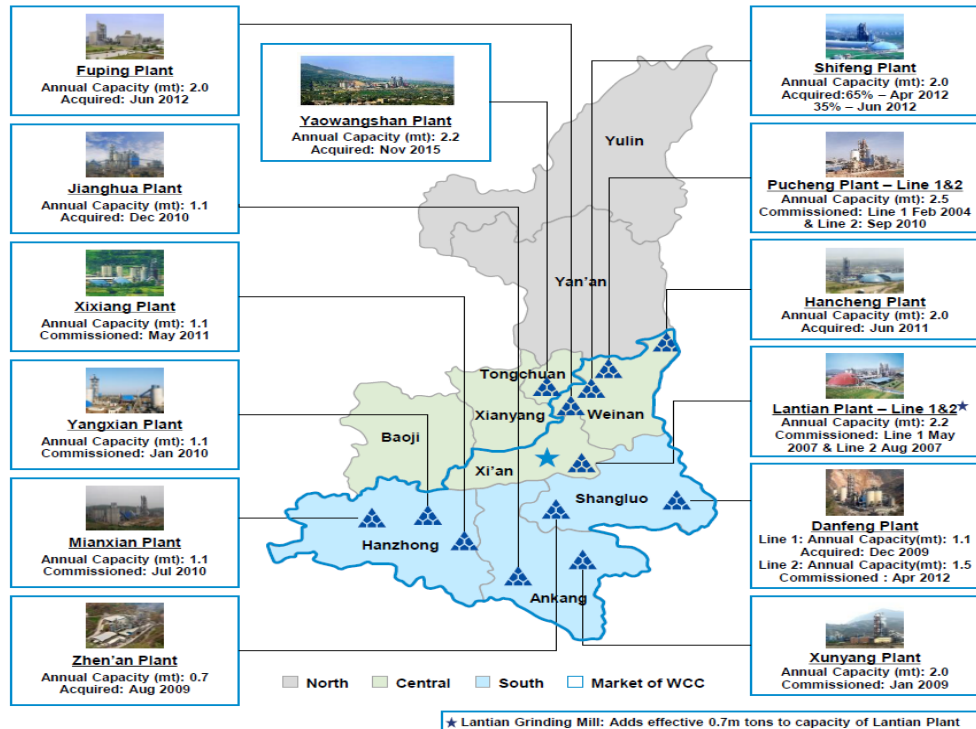 Fuping Plant
Annual Capacity (mt): 2.0
Acquired: Jun 2012
Jianghua Plant
Annual Capacity (mt): 1.1
Acquired: Dec 2010
Xixiang Plant
Annual Capacity (mt): 1.1
Commissioned: May 2011
Yangxian Plant
Annual Capacity (mt): 1.1
Commissioned: Jan 2010
Mianxian Plant
Annual Capacity (mt): 1.1
Commissioned: Jul 2010
Zhen'an Plant
Annual Capacity (mt): 0.7
Acquired: Aug 2009
Yaowangshan Plant
Annual Capacity (mt): 2.2
Acquired: Nov 2015
Yulin
Yan'an
Tongchuan
Xianyang
Weinan
Baoji
Xi'an
Shangluo
Hanzhong
Ankang
Shifeng Plant
Annual Capacity (mt): 2.0
Acquired:65% – Apr 2012
35% – Jun 2012
Pucheng Plant – Line 1&2
Annual Capacity (mt): 2.5
Commissioned: Line 1 Feb 2004
& Line 2: Sep 2010
Hancheng Plant
Annual Capacity (mt): 2.0
Acquired: Jun 2011
Lantian Plant – Line 1&2★
Annual Capacity (mt): 2.2
Commissioned: Line 1 May
2007 & Line 2 Aug 2007
Danfeng Plant
Line 1: Annual Capacity(mt): 1.1
Acquired: Dec 2009
Line 2: Annual Capacity(mt): 1.5
Commissioned : Apr 2012
Xunyang Plant
Annual Capacity (mt): 2.0
Commissioned: Jan 2009
North
Central
South
Market of WCC
★ Lantian Grinding Mill: Adds effective 0.7m tons to capacity of Lantian Plant